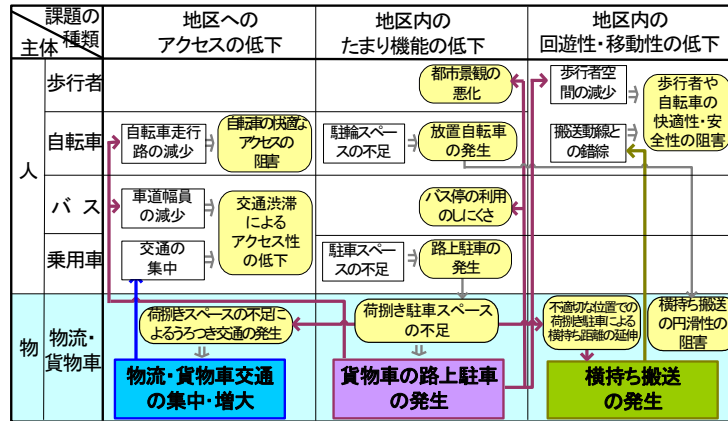 課題の
種類
主体
地区への
アクセスの低下
地区内の
たまり機能の低下
地区内の
回遊性・移動性の低下
人
歩行者
都市景観の
悪化
歩行者空
間の減少
歩行者や
自転車の
快適性・安
全性の阻害
自転車
自転車走行
路の減少
自転車の快適な
アクセスの
阻害
駐輪スペー
スの不足
放置自転車
の発生
搬送動線と
の錯綜
バス
車道幅員
の減少
交通渋滞
による
アクセス性
の低下
バス停の利用
のしにくさ
乗用車
交通の
集中
駐車スペー
スの不足
路上駐車の
発生
物
物流・
貨物車
荷捌きスペースの不足に
よるうろつき交通の発生
荷捌き駐車スペース
の不足
不適切な位置での
荷捌き駐車による
横持ち距離の延伸
横持ち搬送
の円滑性の
阻害
物流・貨物車交通
の集中・増大
貨物車の路上駐車
の発生
横持ち搬送
の発生